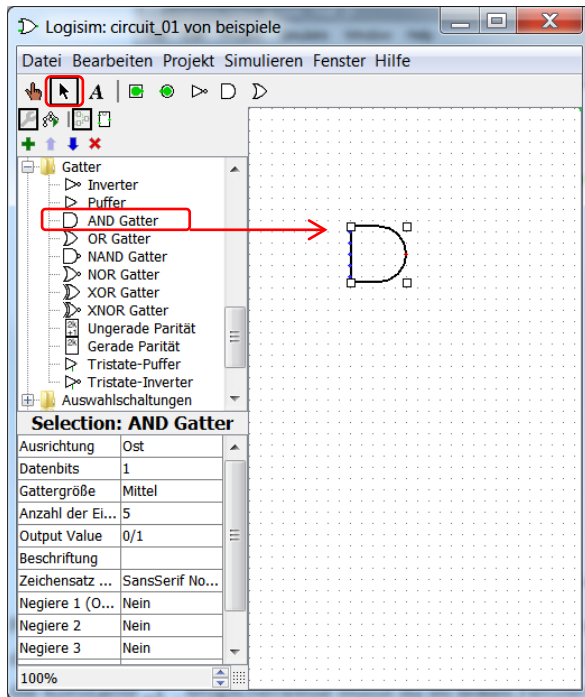 Logisim: circuit_01 von beispiele
Datei Bearbeiten Projekt Simulieren Fenster Hilfe
A
Gatter
Inverter
Puffer
AND Gatter
OR Gatter
NAND Gatter
NOR Gatter
XOR Gatter
XNOR Gatter
Ungerade Parität
Gerade Parität
Tristate-Puffer
Tristate-Inverter
Auswahlschaltungen
Selection: AND Gatter
Ausrichtung Ost
Datenbits 1
Gattergröße Mittel
Anzahl der Ei... 5
Output Value 0/1
Beschriftung
Zeichensatz ... SansSerif No...
Negiere 1 (O... Nein
Negiere 2 Nein
Negiere 3 Nein
100%